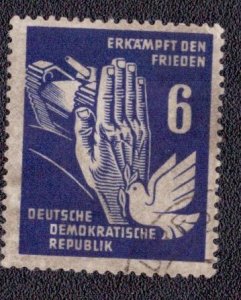 ERKÄMPFT DEN
FRIEDEN
6
DEUTSCHE
DEMOKRATISCHE
REPUBLIK